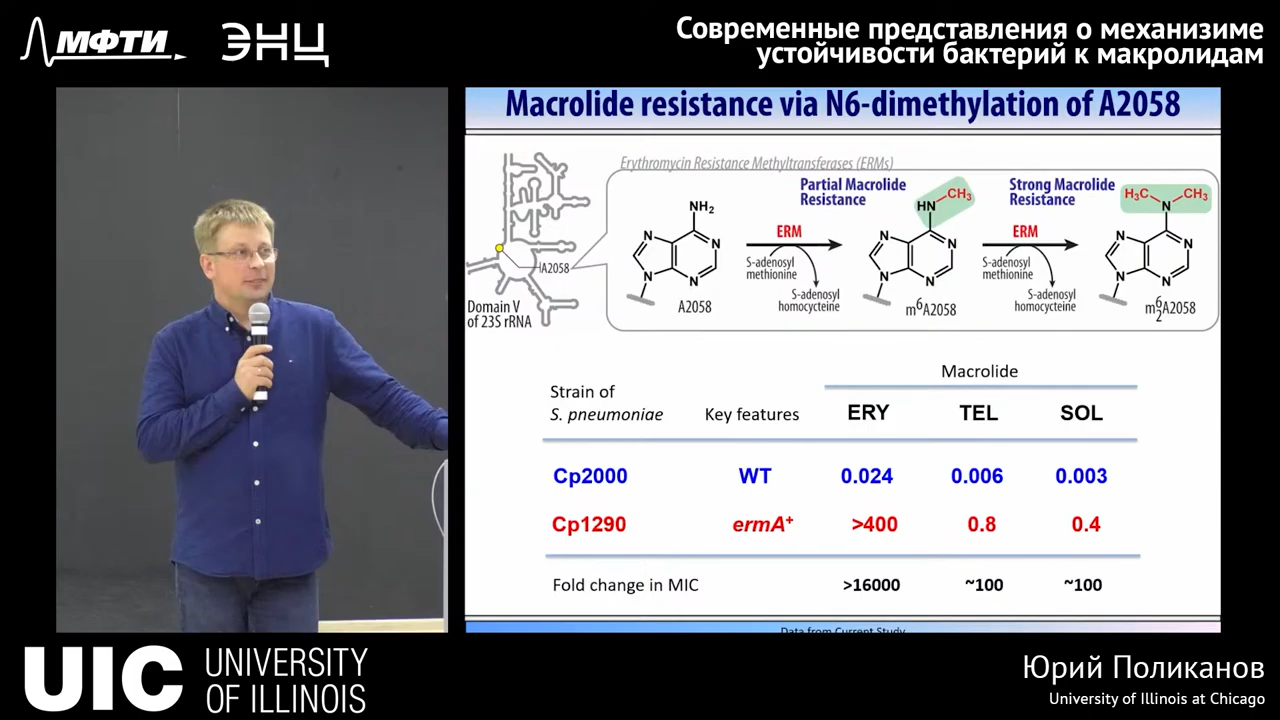 МФТИ
ЭНЦ
Современные представления о механизиме
устойчивости бактерий к макролидам
Macrolide resistance via N6-dimethylation of A2058
Erythromycin Resistance Methyltransferases (ERMs)
Partial Macrolide
Resistance
Strong Macrolide
Resistance
NH₂
N
N
N
N
A2058
ERM
S-adenosyl
methionine
S-adenosyl
homocysteine
HN
CH₃
N
N
N
N
m⁶A2058
ERM
S-adenosyl
methionine
S-adenosyl
homocysteine
H₃C
CH₃
N
N
N
N
N
m⁶₂A2058
A2058
Domain V
of 23S rRNA
Macrolide
Strain of
S. pneumoniae
Key features
ERY
TEL
SOL
Cp2000 WT 0.024 0.006 0.003
Cp1290 ermA⁺ >400 0.8 0.4
Fold change in MIC >16000 ~100 ~100
Data from Current Study
UIC
UNIVERSITY
OF ILLINOIS
Юрий Поликанов
University of Illinois at Chicago